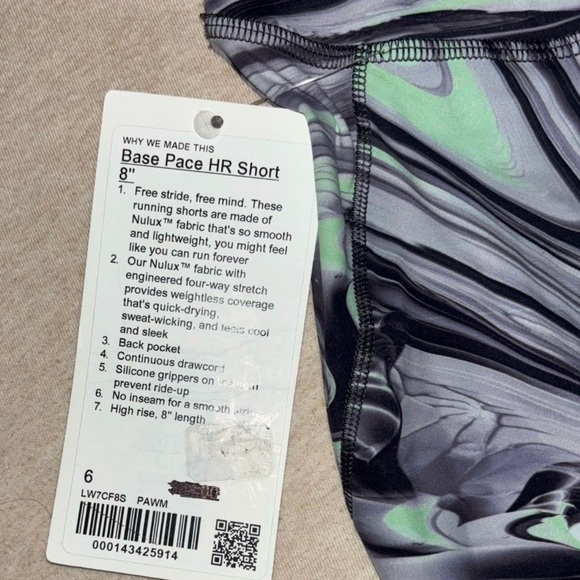 WHY WE MADE THIS
Base Pace HR Short
8"
1. Free stride, free mind. These
running shorts are made of
Nulux™ fabric that's so smooth
and lightweight, you might feel
like you can run forever
2. Our Nulux™ fabric with
engineered four-way stretch
provides weightless coverage
that's quick-drying,
sweat-wicking, and feels cool
and sleek
3. Back pocket
4. Continuous drawcord
5. Silicone grippers on
prevent ride-up
6. No inseam for a smooth
7. High rise, 8" length
6
LW7CF8S PAWM
000143425914